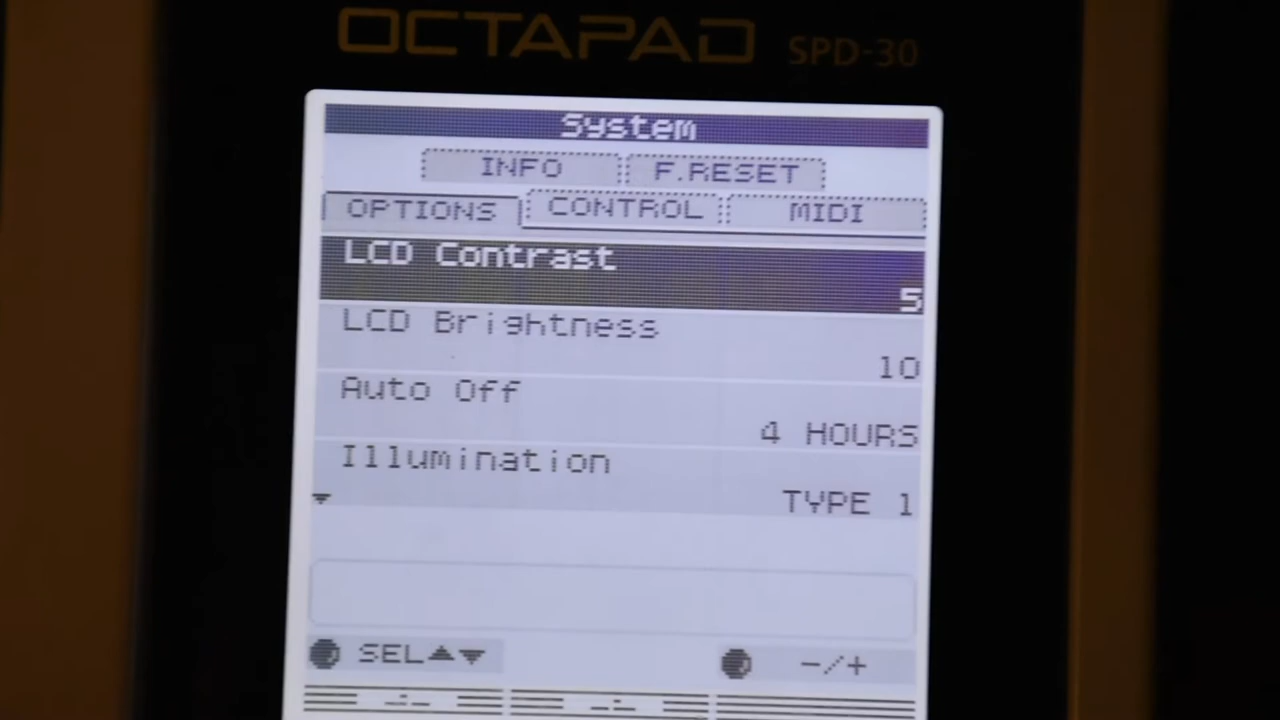 OCTAPAD SPD-30
System
INFO F.RESET
OPTIONS CONTROL MIDI
LCD Contrast
5
LCD Brightness
10
Auto Off
4 HOURS
Illumination
TYPE 1
SEL▲▼ -/+